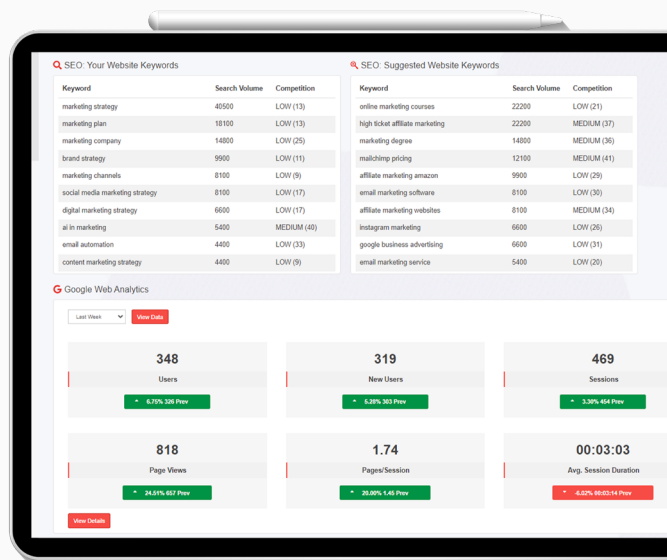 SEO: Your Website Keywords
Keyword Search Volume Competition
marketing strategy 40500 LOW (13)
marketing plan 18100 LOW (13)
marketing company 14800 LOW (25)
brand strategy 9900 LOW (11)
marketing channels 8100 LOW (9)
social media marketing strategy 8100 LOW (17)
digital marketing strategy 6600 LOW (17)
ai in marketing 5400 MEDIUM (40)
email automation 4400 LOW (33)
content marketing strategy 4400 LOW (9)
SEO: Suggested Website Keywords
Keyword Search Volume Competition
online marketing courses 22200 LOW (21)
high ticket affiliate marketing 22200 MEDIUM (37)
marketing degree 14800 MEDIUM (36)
mailchimp pricing 12100 MEDIUM (41)
affiliate marketing amazon 9900 LOW (29)
email marketing software 8100 LOW (30)
affiliate marketing websites 8100 MEDIUM (34)
instagram marketing 6600 LOW (26)
google business advertising 6600 LOW (31)
email marketing service 5400 LOW (20)
G Google Web Analytics
Last Week View Data
348
Users
6.75% 326 Prev
319
New Users
5.28% 303 Prev
469
Sessions
3.30% 454 Prev
818
Page Views
24.51% 657 Prev
1.74
Pages/Session
20.00% 1.45 Prev
00:03:03
Avg. Session Duration
-6.02% 00:03:14 Prev
View Details